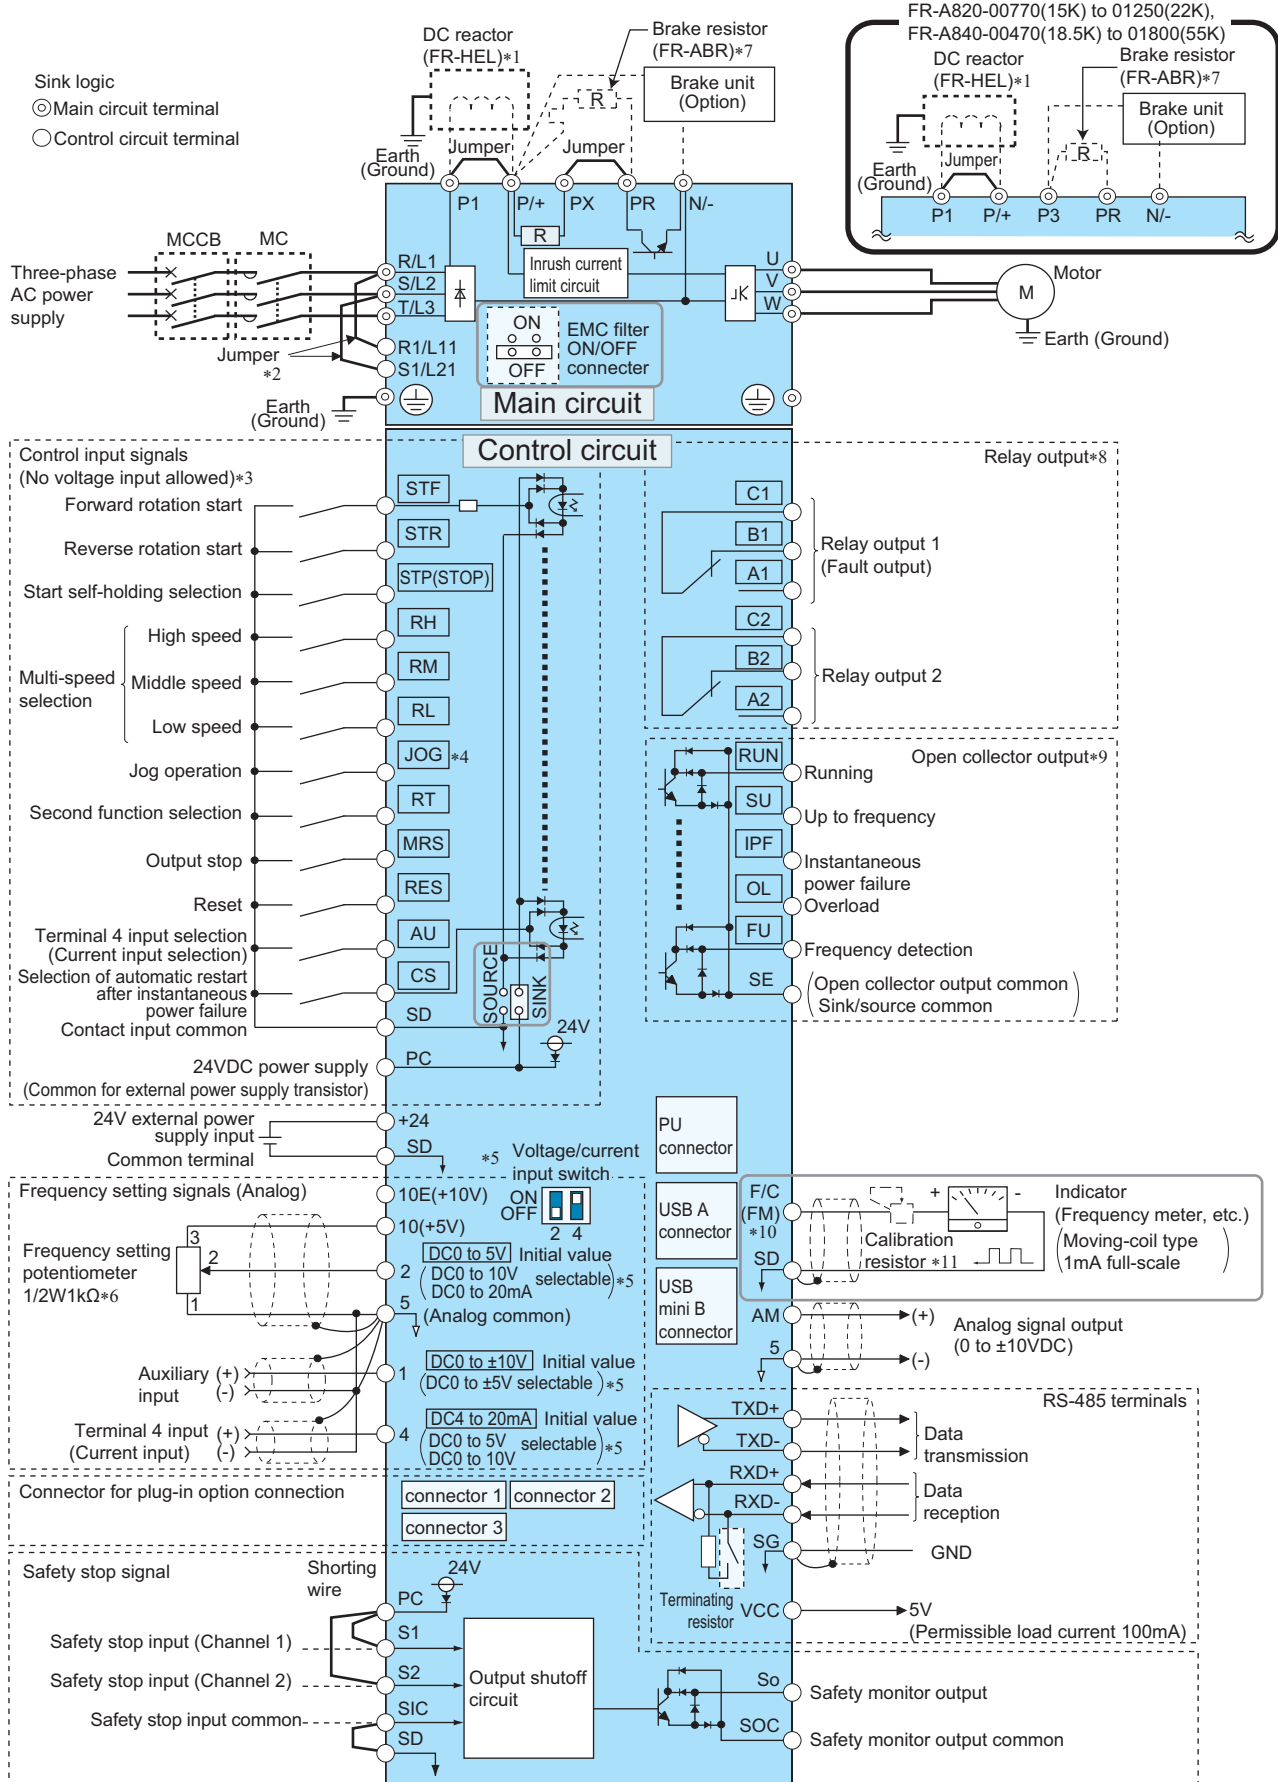 Sink logic
Main circuit terminal
Control circuit terminal
DC reactor
(FR-HEL)*1
Brake resistor
(FR-ABR)*7
R
Brake unit
(Option)
Earth
(Ground)
Jumper
Jumper
P1
P/+
PX
PR
N/-
R
FR-A820-00770(15K) to 01250(22K),
FR-A840-00470(18.5K) to 01800(55K)
DC reactor
(FR-HEL)*1
Brake resistor
(FR-ABR)*7
R
Brake unit
(Option)
Earth
(Ground)
Jumper
P1
P/+
P3
PR
N/-
MCCB
MC
Three-phase
AC power
supply
R/L1
S/L2
T/L3
R1/L11
S1/L21
Jumper
*2
Earth
(Ground)
Inrush current
limit circuit
ON
OFF
EMC filter
ON/OFF
connecter
Main circuit
U
V
W
M
Motor
Earth (Ground)
Control circuit
Control input signals
(No voltage input allowed)*3
Forward rotation start
STF
Reverse rotation start
STR
Start self-holding selection
STP(STOP)
Multi-speed
selection
High speed
RH
Middle speed
RM
Low speed
RL
Jog operation
JOG *4
Second function selection
RT
Output stop
MRS
Reset
RES
Terminal 4 input selection
(Current input selection)
AU
Selection of automatic restart
after instantaneous
power failure
CS
Contact input common
SD
SOURCE
SINK
24V
24VDC power supply
(Common for external power supply transistor)
PC
Relay output*8
C1
B1
A1
Relay output 1
(Fault output)
C2
B2
A2
Relay output 2
Open collector output*9
RUN
Running
SU
Up to frequency
IPF
Instantaneous
power failure
OL
Overload
FU
Frequency detection
SE
Open collector output common
Sink/source common
24V external power
supply input
+24
Common terminal
SD
*5 Voltage/current
input switch
ON
OFF
2 4
PU
connector
USB A
connector
USB
mini B
connector
Frequency setting signals (Analog)
10E(+10V)
10(+5V)
Frequency setting
potentiometer
1/2W1kΩ*6
3
2
1
2
DC0 to 5V Initial value
DC0 to 10V
DC0 to 20mA
selectable *5
5
(Analog common)
Auxiliary
input
(+)
(-)
1
DC0 to ±10V Initial value
(DC0 to ±5V selectable )*5
Terminal 4 input
(Current input)
(+)
(-)
4
DC4 to 20mA Initial value
DC0 to 5V
DC0 to 10V
selectable *5
F/C
(FM)
*10
SD
Calibration
resistor *11
+
-
Indicator
(Frequency meter, etc.)
Moving-coil type
1mA full-scale
AM
5
(+)
(-)
Analog signal output
(0 to ±10VDC)
RS-485 terminals
TXD+
TXD-
Data
transmission
RXD+
RXD-
Data
reception
SG
GND
Terminating
resistor
VCC
5V
(Permissible load current 100mA)
Connector for plug-in option connection
connector 1
connector 2
connector 3
Safety stop signal
Shorting
wire
24V
PC
Safety stop input (Channel 1)
S1
Safety stop input (Channel 2)
S2
Safety stop input common
SIC
SD
Output shutoff
circuit
So
Safety monitor output
SOC
Safety monitor output common